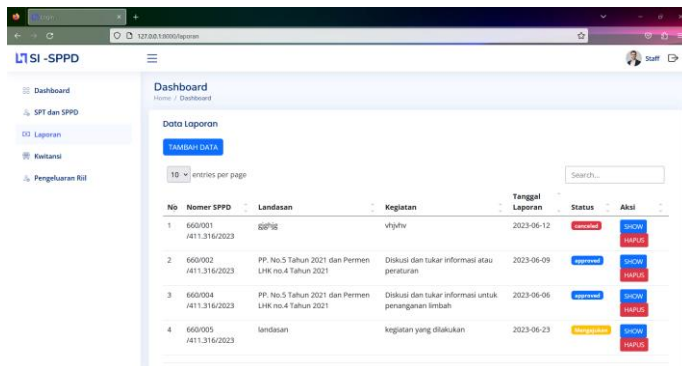 127.0.0.1:8000/laporan
SI -SPPD
Staff
Dashboard
SPT dan SPPD
Laporan
Kwitansi
Pengeluaran Riil
Dashboard
Home / Dashboard
Data Laporan
TAMBAH DATA
10 entries per page
Search...
No Nomer SPPD Landasan Kegiatan Tanggal Laporan Status Aksi
1 660/001 vhjvhv 2023-06-12 canceled SHOW
/411.316/2023 HAPUS
2 660/002 PP. No.5 Tahun 2021 dan Permen Diskusi dan tukar informasi atau 2023-06-09 approved SHOW
/411.316/2023 LHK no.4 Tahun 2021 peraturan HAPUS
3 660/004 PP. No.5 Tahun 2021 dan Permen Diskusi dan tukar informasi untuk 2023-06-06 approved SHOW
/411.316/2023 LHK no.4 Tahun 2021 penanganan limbah HAPUS
4 660/005 landasan kegiatan yang dilakukan 2023-06-23 Mengajukan SHOW
/411.316/2023 HAPUS